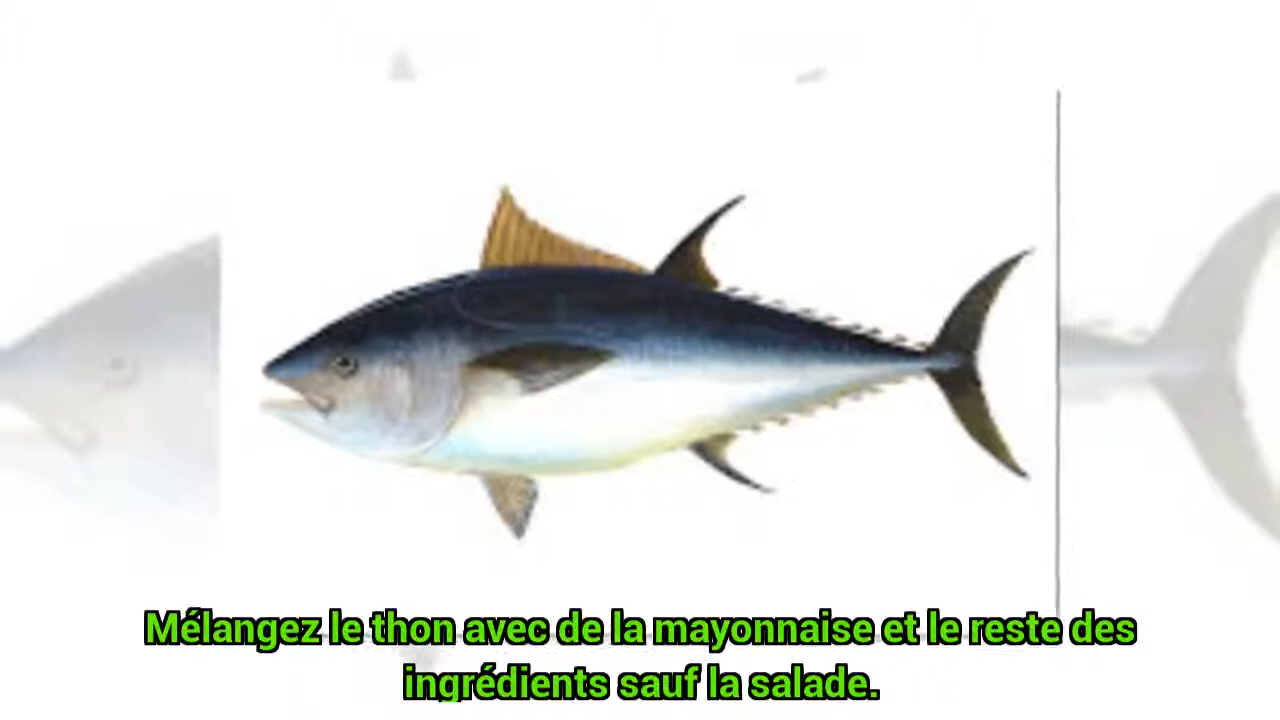 Mélangez le thon avec de la mayonnaise et le reste des
ingrédients sauf la salade.